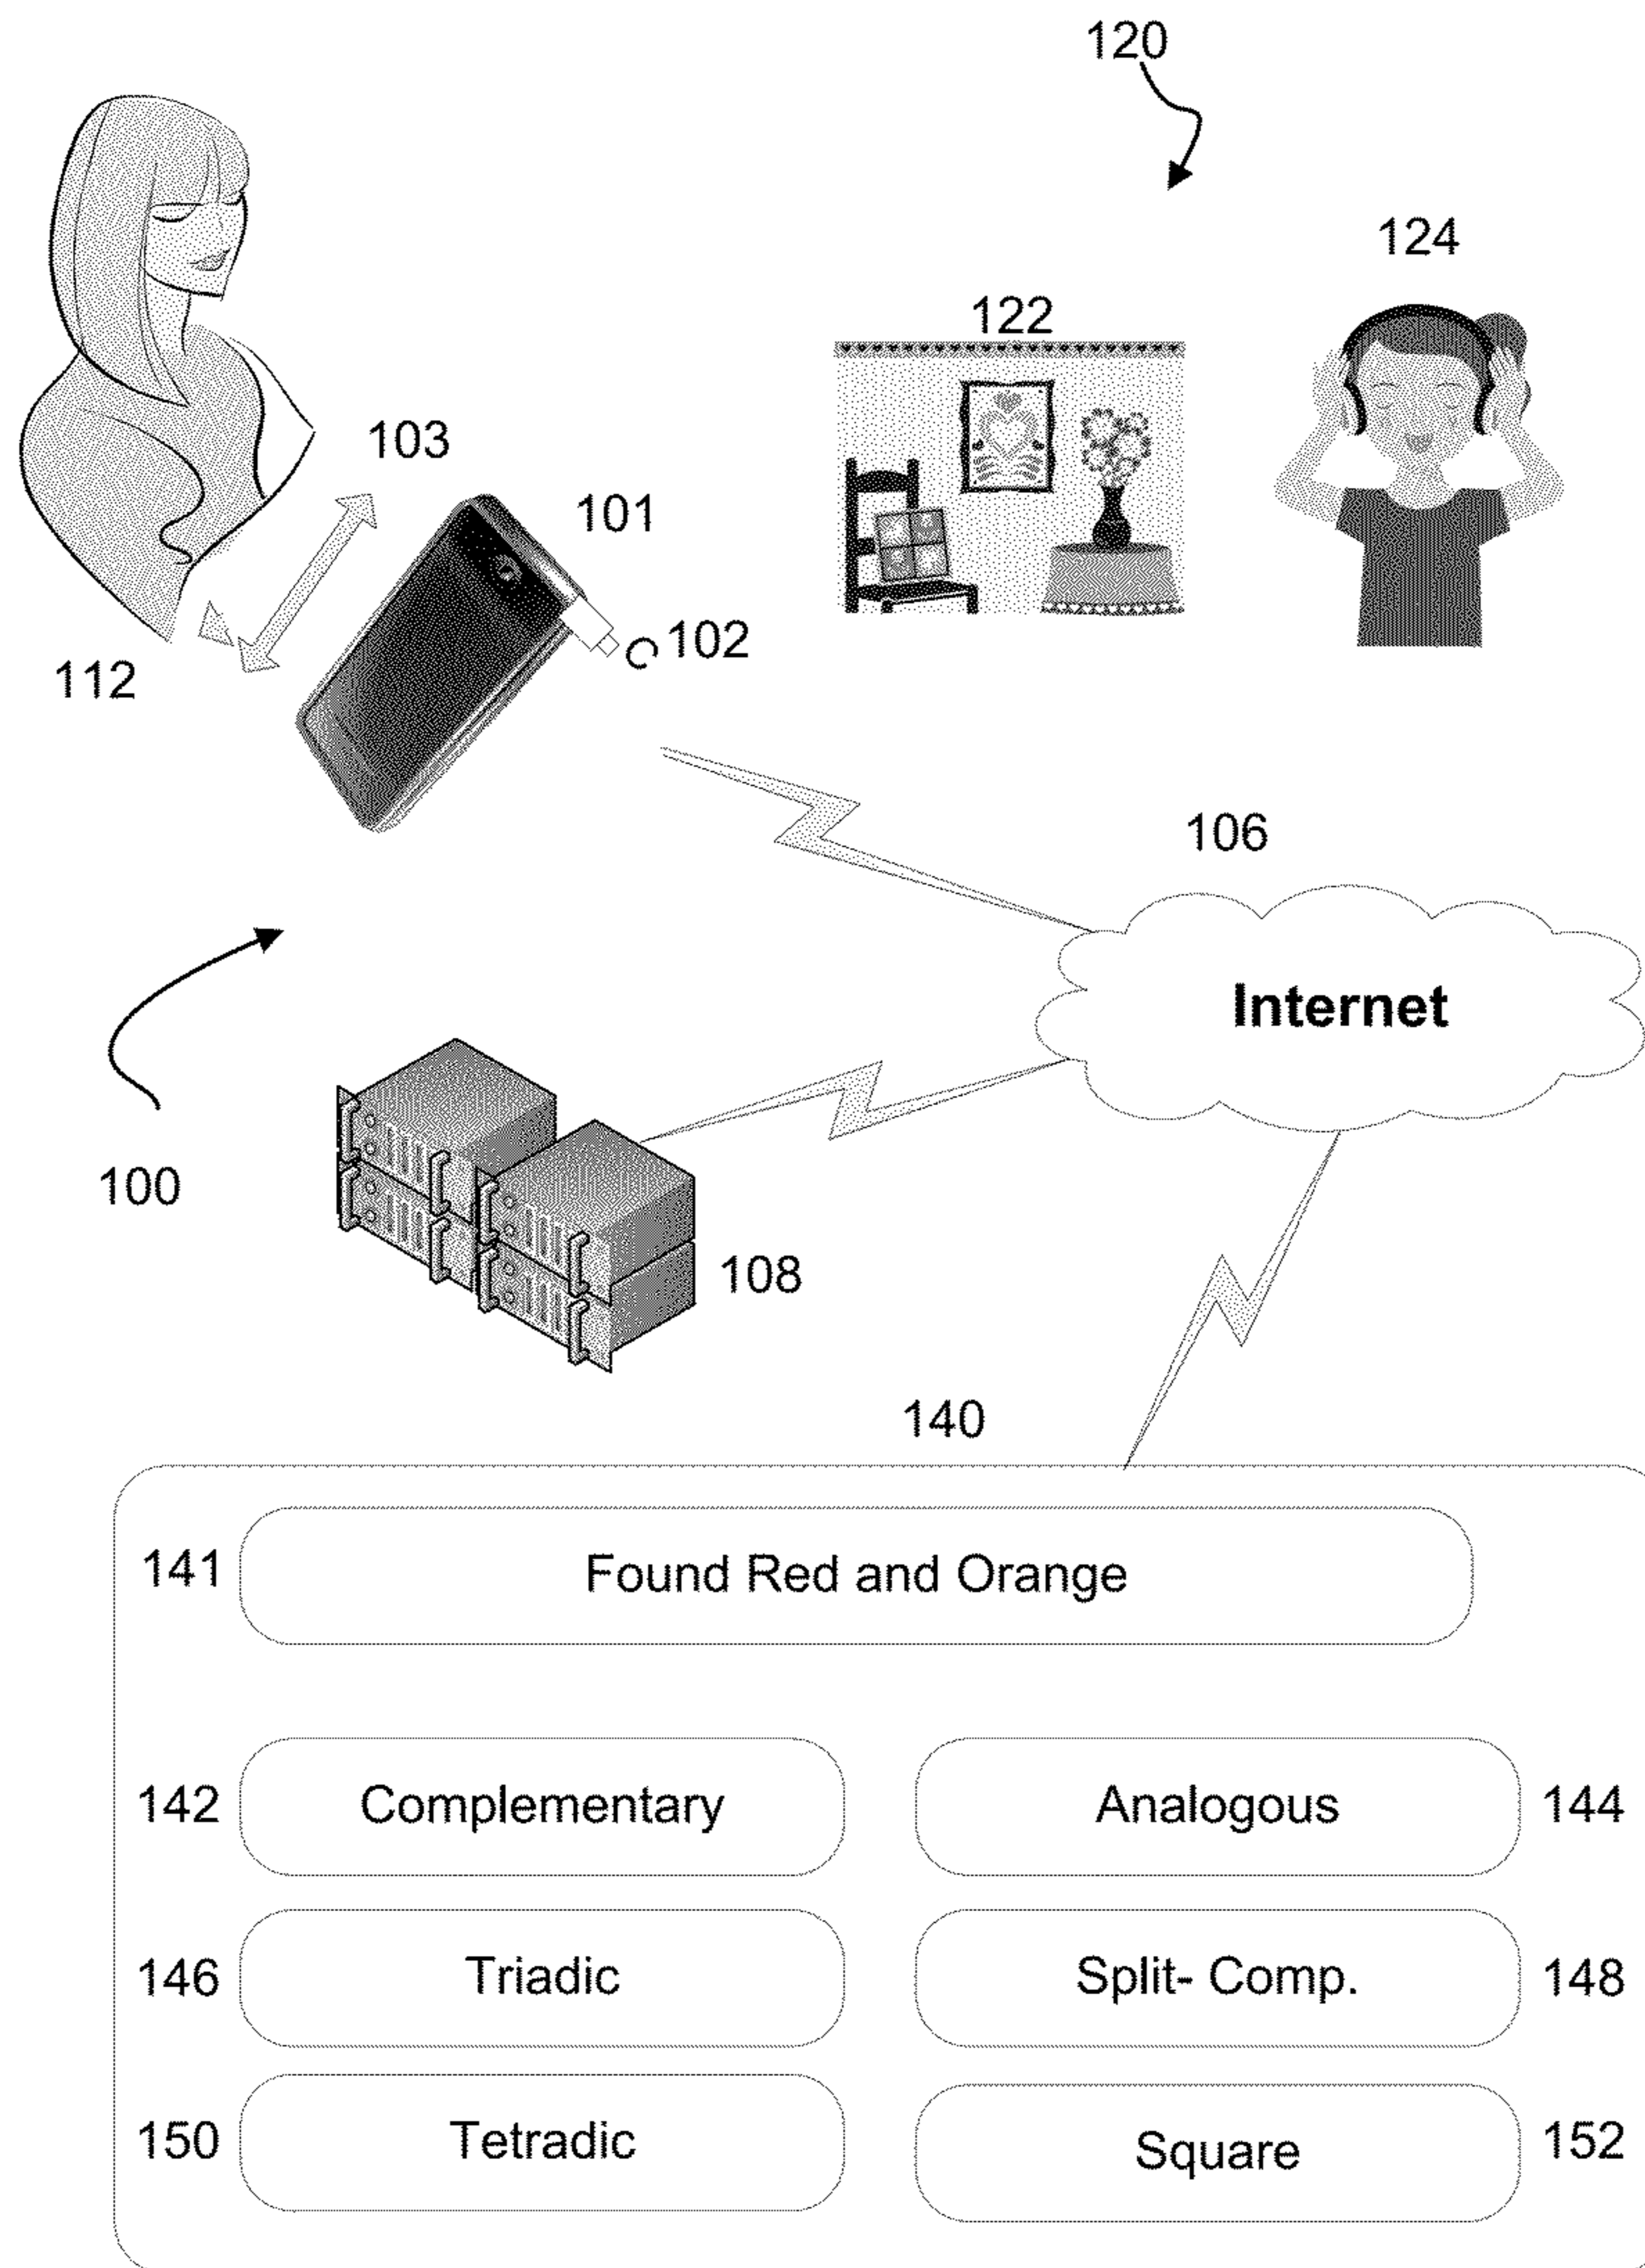 120
124
122
103
101
102
112
106
Internet
100
108
140
141 Found Red and Orange
142 Complementary Analogous 144
146 Triadic Split- Comp. 148
150 Tetradic Square 152